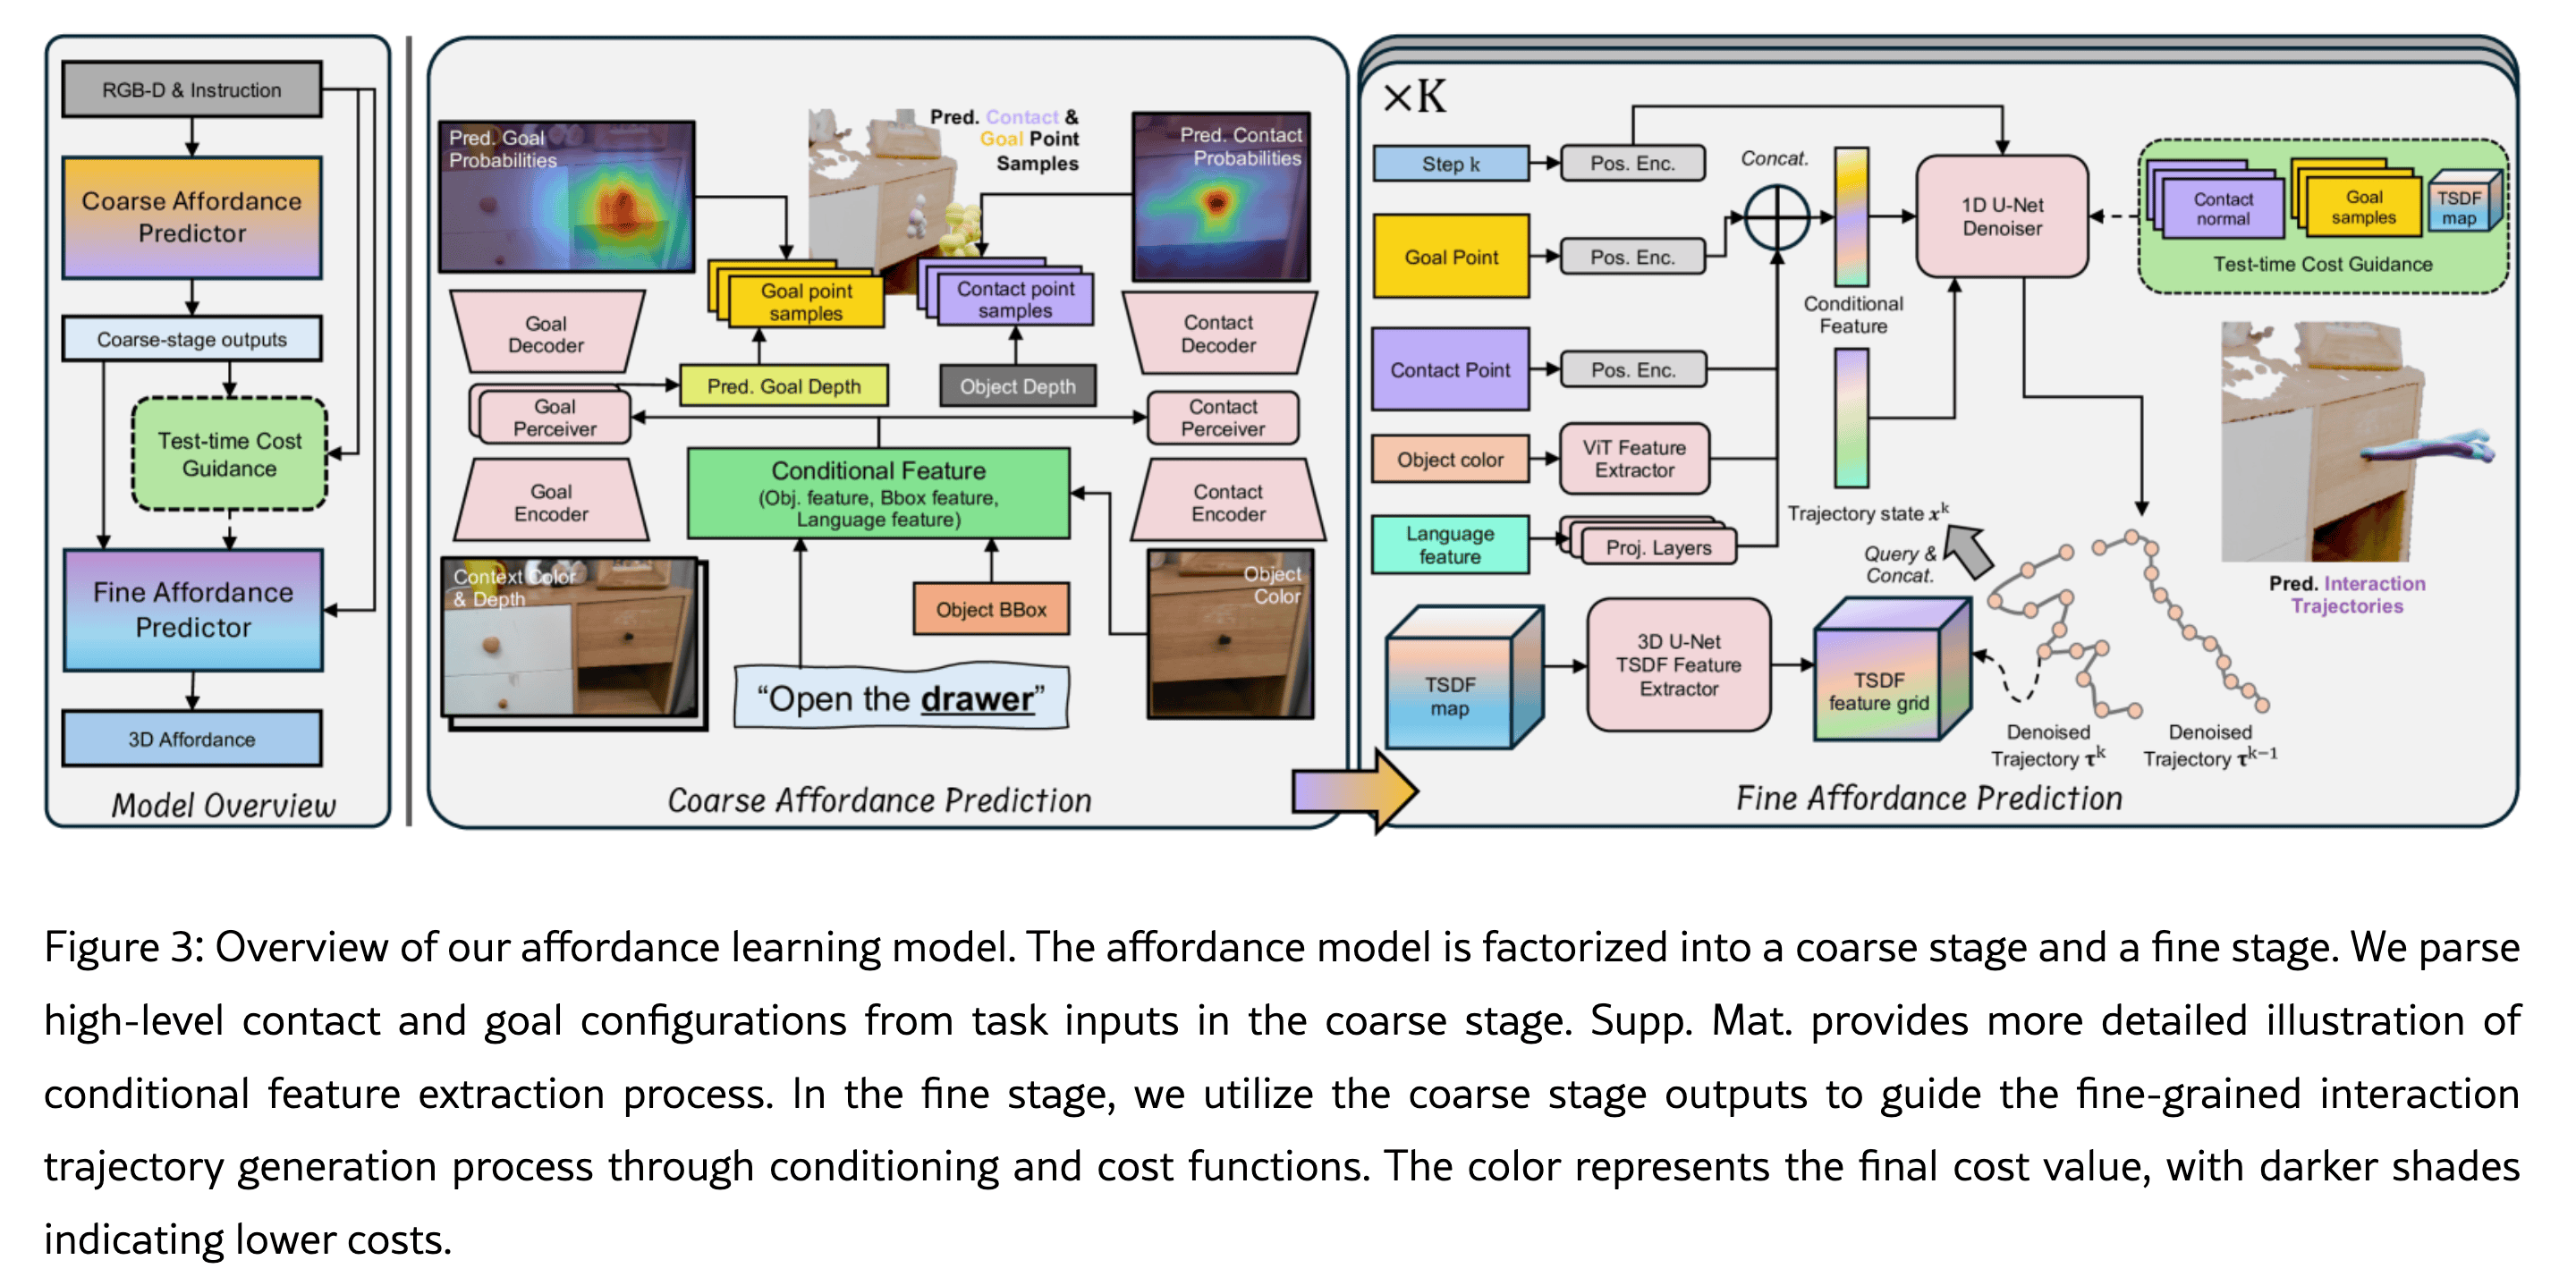 RGB-D & Instruction
Coarse Affordance
Predictor
Coarse-stage outputs
Test-time Cost
Guidance
Fine Affordance
Predictor
3D Affordance
Model Overview
Pred. Goal
Probabilities
Pred. Contact &
Goal Point
Samples
Pred. Contact
Probabilities
Goal point
samples
Contact point
samples
Goal
Decoder
Contact
Decoder
Pred. Goal Depth
Object Depth
Goal
Perceiver
Contact
Perceiver
Conditional Feature
(Obj. feature, Bbox feature,
Language feature)
Goal
Encoder
Contact
Encoder
Context Color
& Depth
Object BBox
Object
Color
“Open the drawer”
Coarse Affordance Prediction
×K
Step k
Pos. Enc.
Concat.
Goal Point
Pos. Enc.
Contact Point
Pos. Enc.
Object color
ViT Feature
Extractor
Language
feature
Proj. Layers
Conditional
Feature
1D U-Net
Denoiser
Contact
normal
Goal
samples
TSDF
map
Test-time Cost Guidance
Trajectory state xᵏ
Query &
Concat.
Pred. Interaction
Trajectories
TSDF
map
3D U-Net
TSDF Feature
Extractor
TSDF
feature grid
Denoised
Trajectory τᵏ
Denoised
Trajectory τᵏ⁻¹
Fine Affordance Prediction
Figure 3: Overview of our affordance learning model. The affordance model is factorized into a coarse stage and a fine stage. We parse
high-level contact and goal configurations from task inputs in the coarse stage. Supp. Mat. provides more detailed illustration of
conditional feature extraction process. In the fine stage, we utilize the coarse stage outputs to guide the fine-grained interaction
trajectory generation process through conditioning and cost functions. The color represents the final cost value, with darker shades
indicating lower costs.